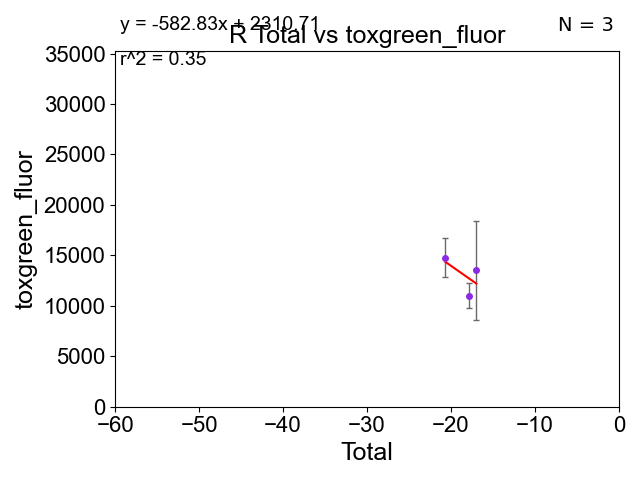 y = -582.83x + 2310.71
R Total vs toxgreen_fluor
N = 3
r^2 = 0.35
35000
30000
25000
20000
15000
10000
5000
0
toxgreen_fluor
−60 −50 −40 −30 −20 −10 0
Total